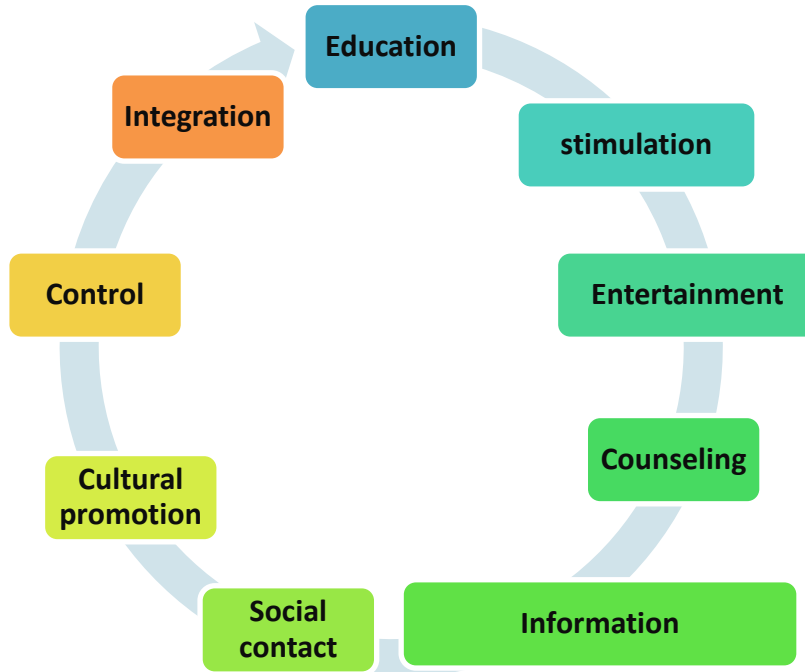 Education
stimulation
Entertainment
Counseling
Information
Social
contact
Cultural
promotion
Control
Integration